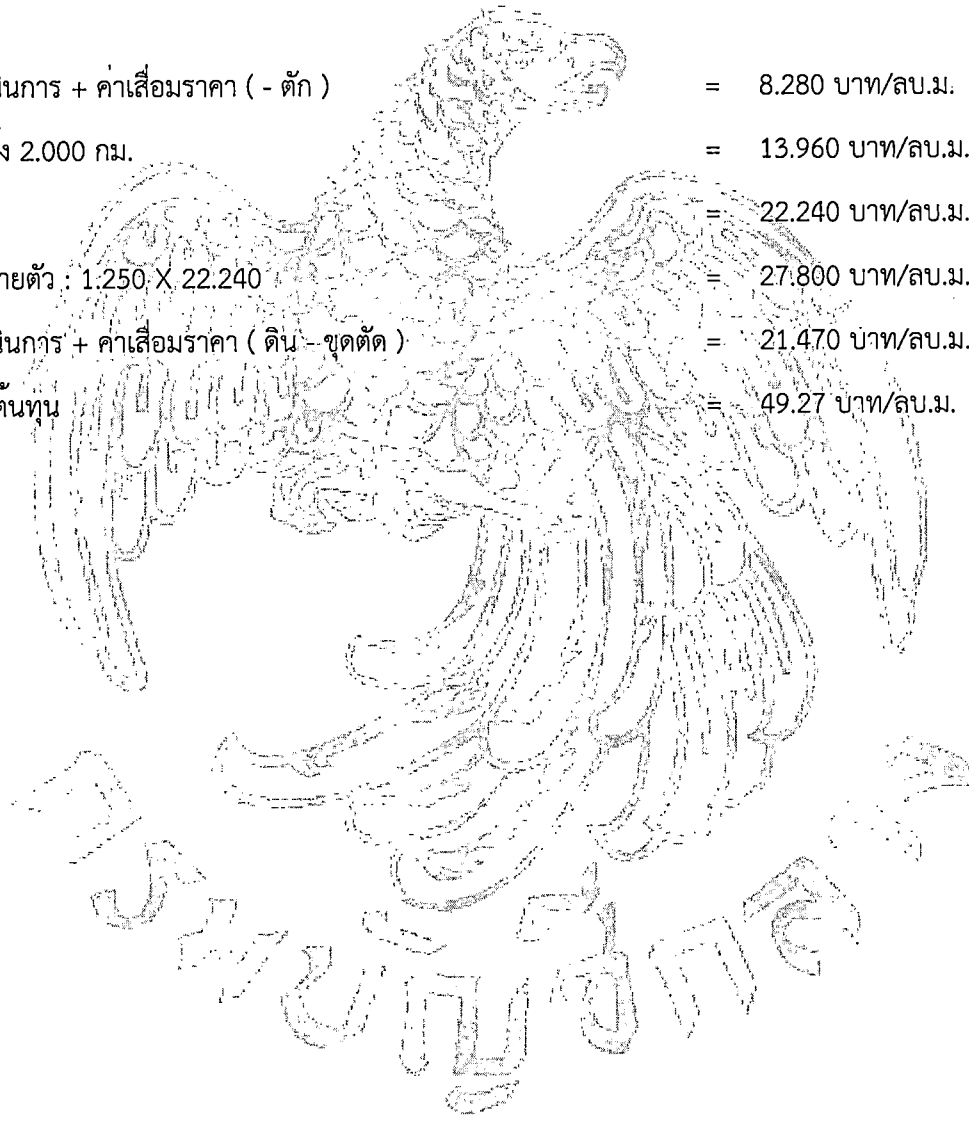 นินการ + ค่าเสื่อมราคา ( - ตัก ) = 8.280 บาท/ลบ.ม.
ง 2.000 กม. = 13.960 บาท/ลบ.ม.
= 22.240 บาท/ลบ.ม.
ายตัว : 1.250 X 22.240 = 27.800 บาท/ลบ.ม.
นินการ + ค่าเสื่อมราคา ( ดิน - ขุดตัด ) = 21.470 บาท/ลบ.ม.
ต้นทุน = 49.27 บาท/ลบ.ม.